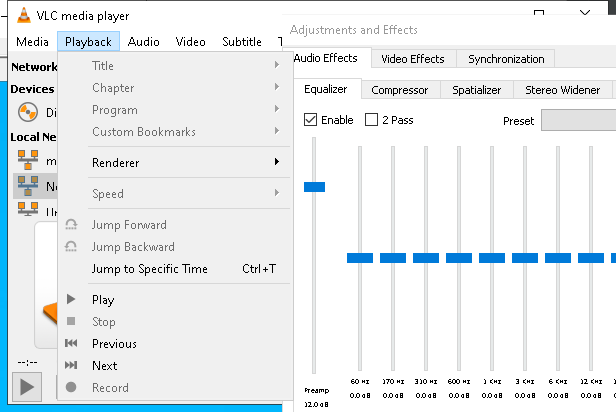 VLC media player
Media Playback Audio Video Subtitle T
Network
Devices
Di
Local Ne
m
Ne
Un
--:--
Title
Chapter
Program
Custom Bookmarks
Renderer
Speed
Jump Forward
Jump Backward
Jump to Specific Time Ctrl+T
Play
Stop
Previous
Next
Record
Adjustments and Effects
Audio Effects Video Effects Synchronization
Equalizer Compressor Spatializer Stereo Widener
Enable 2 Pass Preset
60 Hz 170 Hz 310 Hz 600 Hz 1 KHz 3 KHz 6 KHz 12 KHz
Preamp 0.0 dB 0.0 dB 0.0 dB 0.0 dB 0.0 dB 0.0 dB 0.0 dB 0.0 dB
12.0 dB